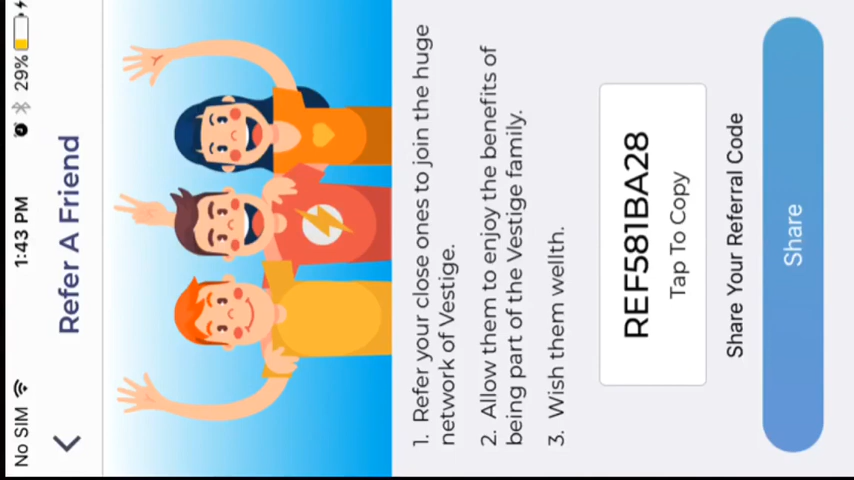 No SIM 1:43 PM 29%
Refer A Friend
1. Refer your close ones to join the huge
network of Vestige.
2. Allow them to enjoy the benefits of
being part of the Vestige family.
3. Wish them wellth.
REF581BA28
Tap To Copy
Share Your Referral Code
Share